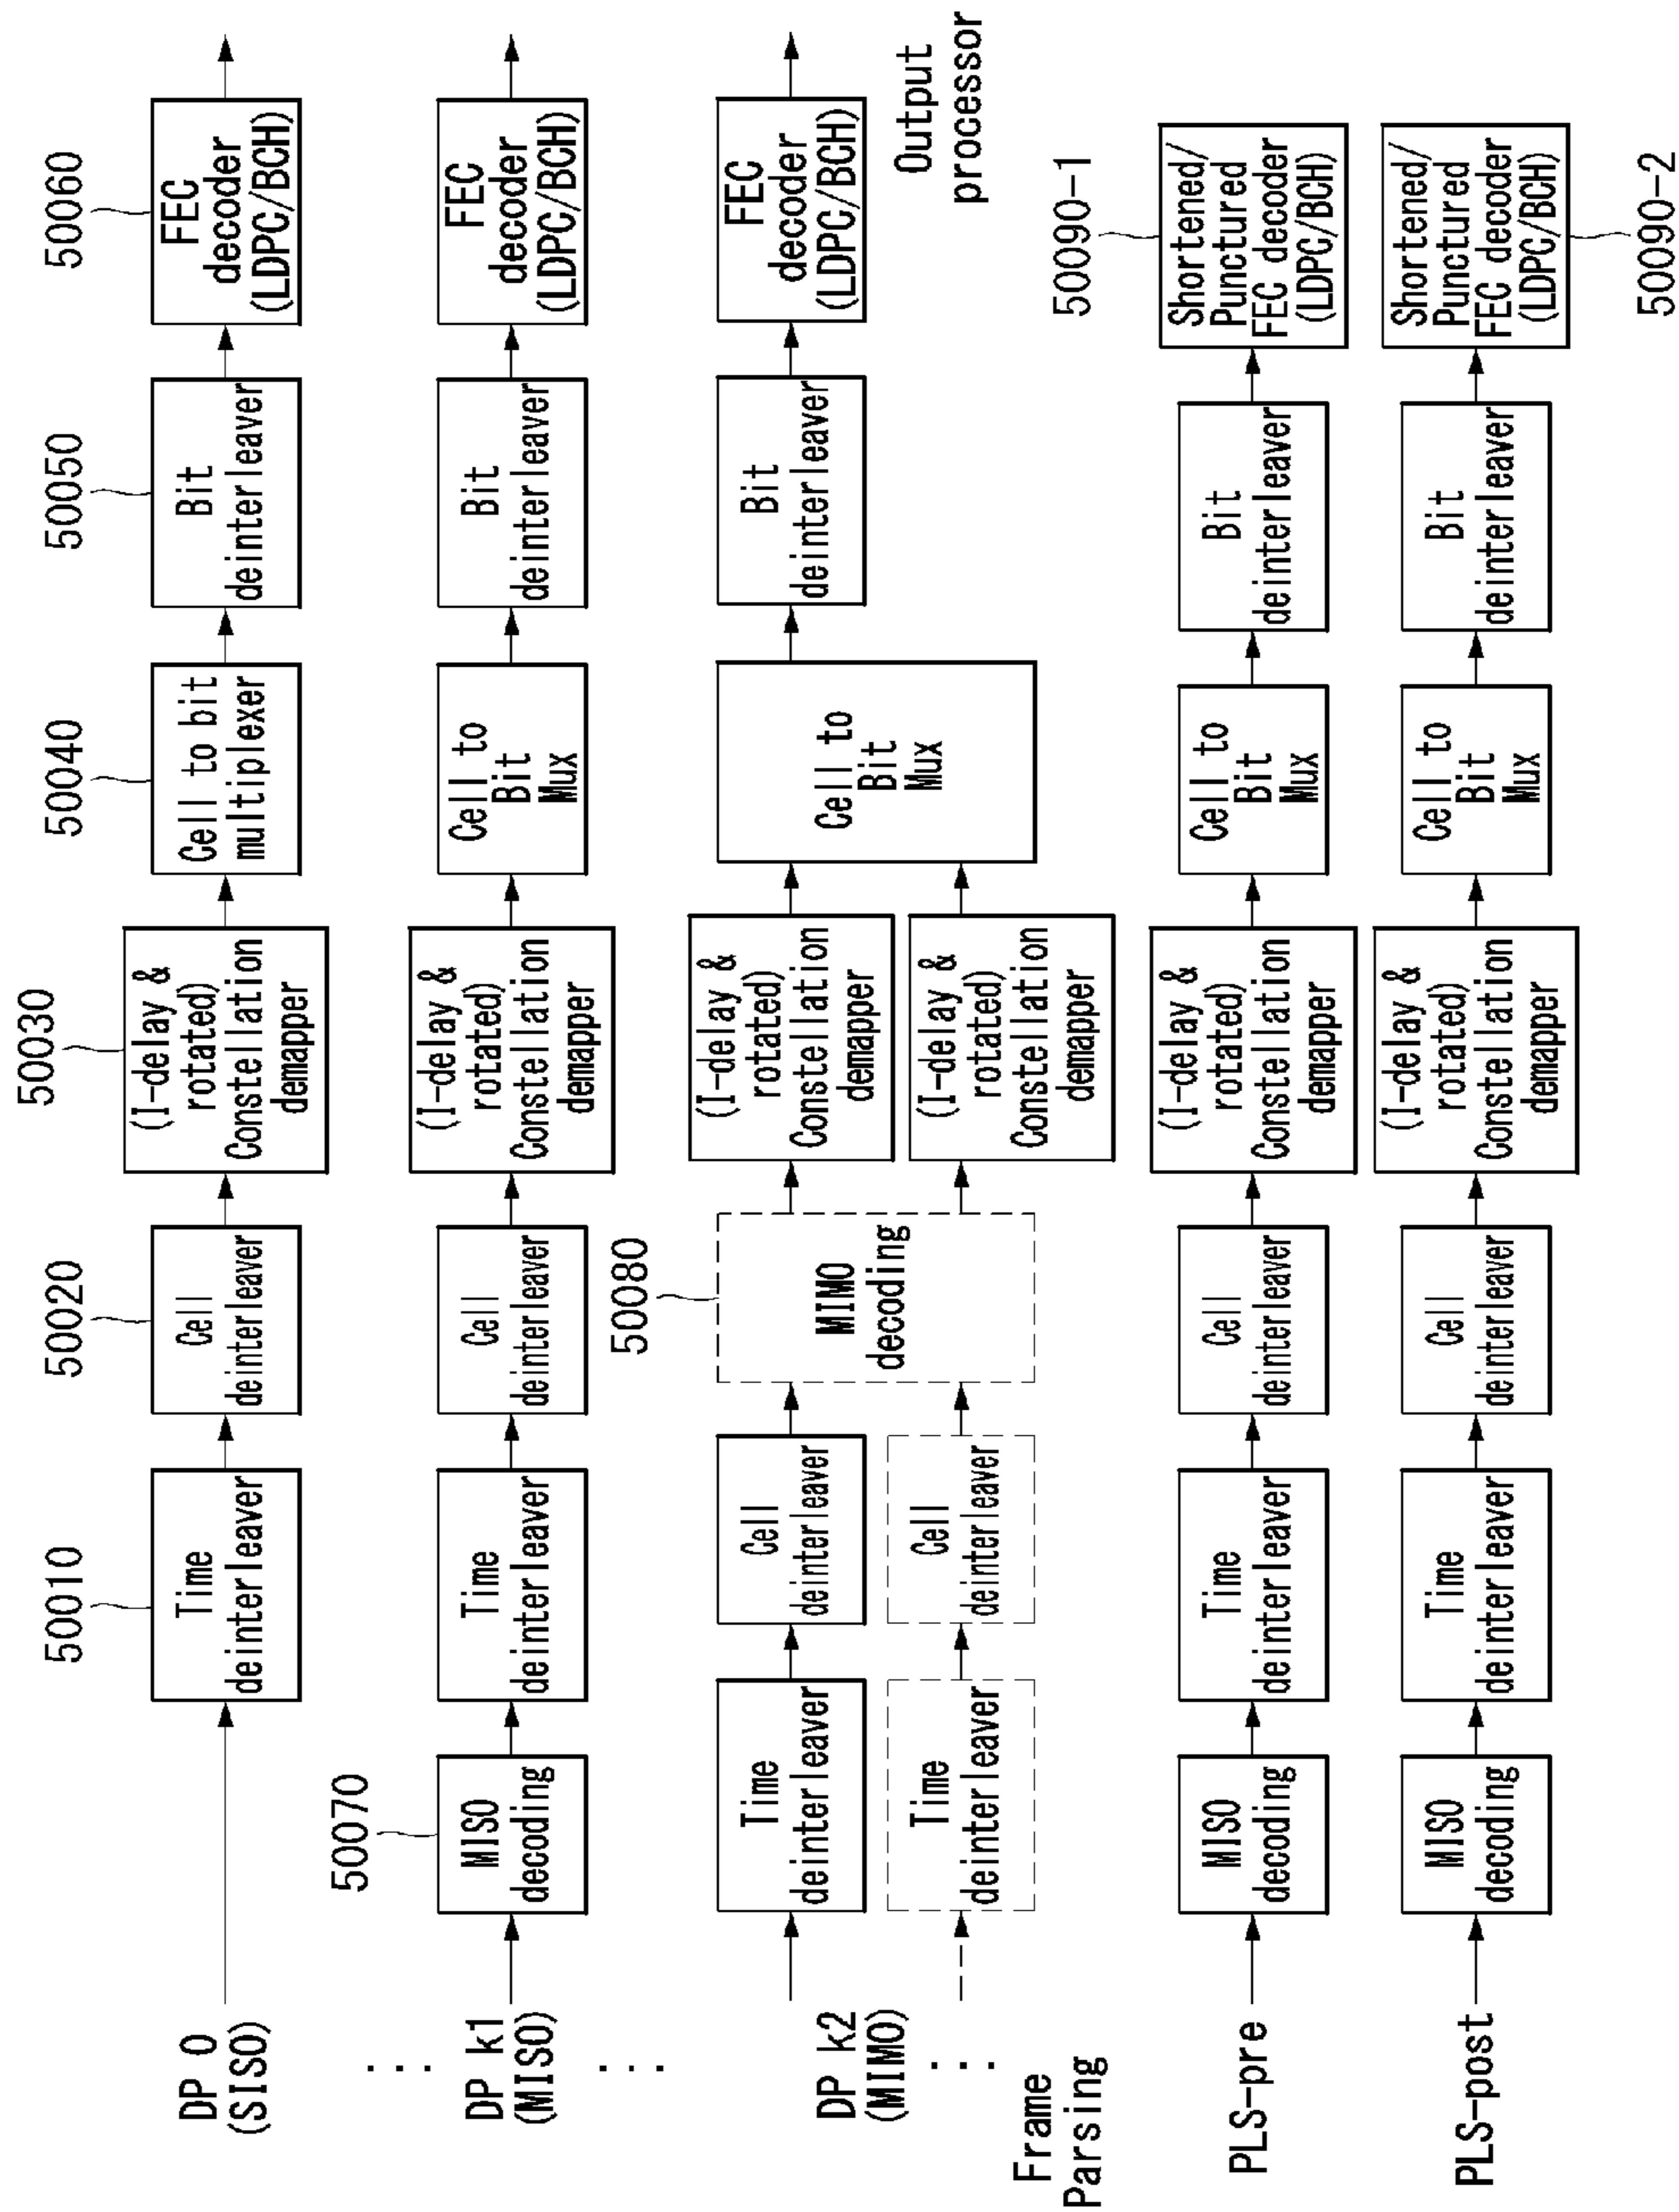 DP 0
(SISO)
50010
Time
deinterleaver
50020
Cell
deinterleaver
50030
(I-delay &
rotated)
Constellation
demapper
50040
Cell to bit
multiplexer
50050
Bit
deinterleaver
50060
FEC
decoder
(LDPC/BCH)
...
DP k1
(MISO)
50070
MISO
decoding
Time
deinterleaver
Cell
deinterleaver
(I-delay &
rotated)
Constellation
demapper
Cell to
Bit
Mux
Bit
deinterleaver
FEC
decoder
(LDPC/BCH)
...
DP k2
(MIMO)
Time
deinterleaver
Cell
deinterleaver
Time
deinterleaver
Cell
deinterleaver
50080
MIMO
decoding
(I-delay &
rotated)
Constellation
demapper
(I-delay &
rotated)
Constellation
demapper
Cell to
Bit
Mux
Bit
deinterleaver
FEC
decoder
(LDPC/BCH)
...
Frame
Parsing
Output
processor
PLS-pre
MISO
decoding
Time
deinterleaver
Cell
deinterleaver
(I-delay &
rotated)
Constellation
demapper
Cell to
Bit
Mux
Bit
deinterleaver
50090-1
Shortened/
Punctured
FEC decoder
(LDPC/BCH)
PLS-post
MISO
decoding
Time
deinterleaver
Cell
deinterleaver
(I-delay &
rotated)
Constellation
demapper
Cell to
Bit
Mux
Bit
deinterleaver
Shortened/
Punctured
FEC decoder
(LDPC/BCH)
50090-2